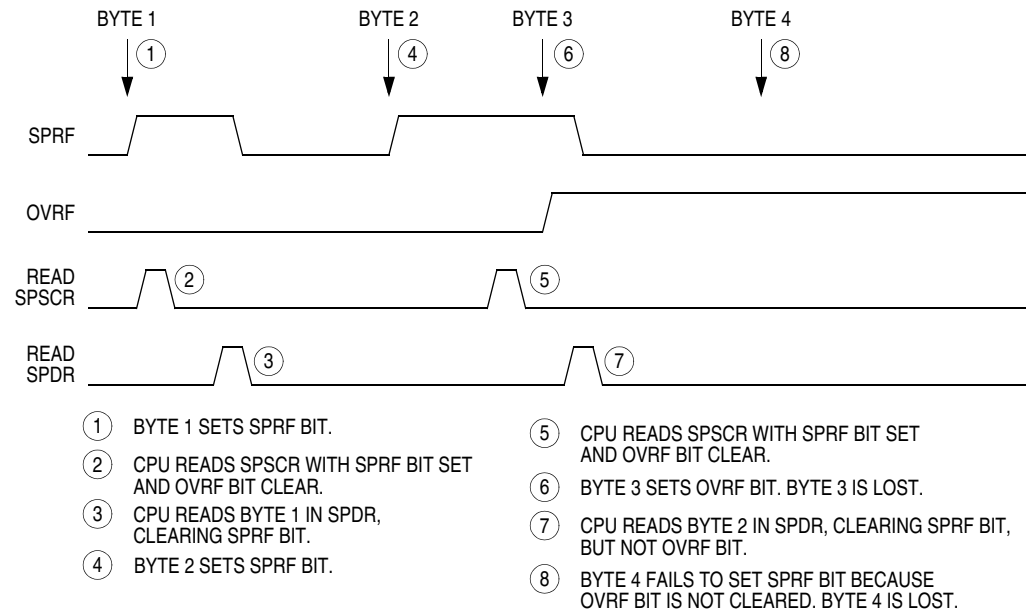 BYTE 1 BYTE 2 BYTE 3 BYTE 4
1 4 6 8
SPRF
OVRF
READ
SPSCR
2 5
READ
SPDR
3 7
1 BYTE 1 SETS SPRF BIT.
2 CPU READS SPSCR WITH SPRF BIT SET
AND OVRF BIT CLEAR.
3 CPU READS BYTE 1 IN SPDR,
CLEARING SPRF BIT.
4 BYTE 2 SETS SPRF BIT.
5 CPU READS SPSCR WITH SPRF BIT SET
AND OVRF BIT CLEAR.
6 BYTE 3 SETS OVRF BIT. BYTE 3 IS LOST.
7 CPU READS BYTE 2 IN SPDR, CLEARING SPRF BIT,
BUT NOT OVRF BIT.
8 BYTE 4 FAILS TO SET SPRF BIT BECAUSE
OVRF BIT IS NOT CLEARED. BYTE 4 IS LOST.